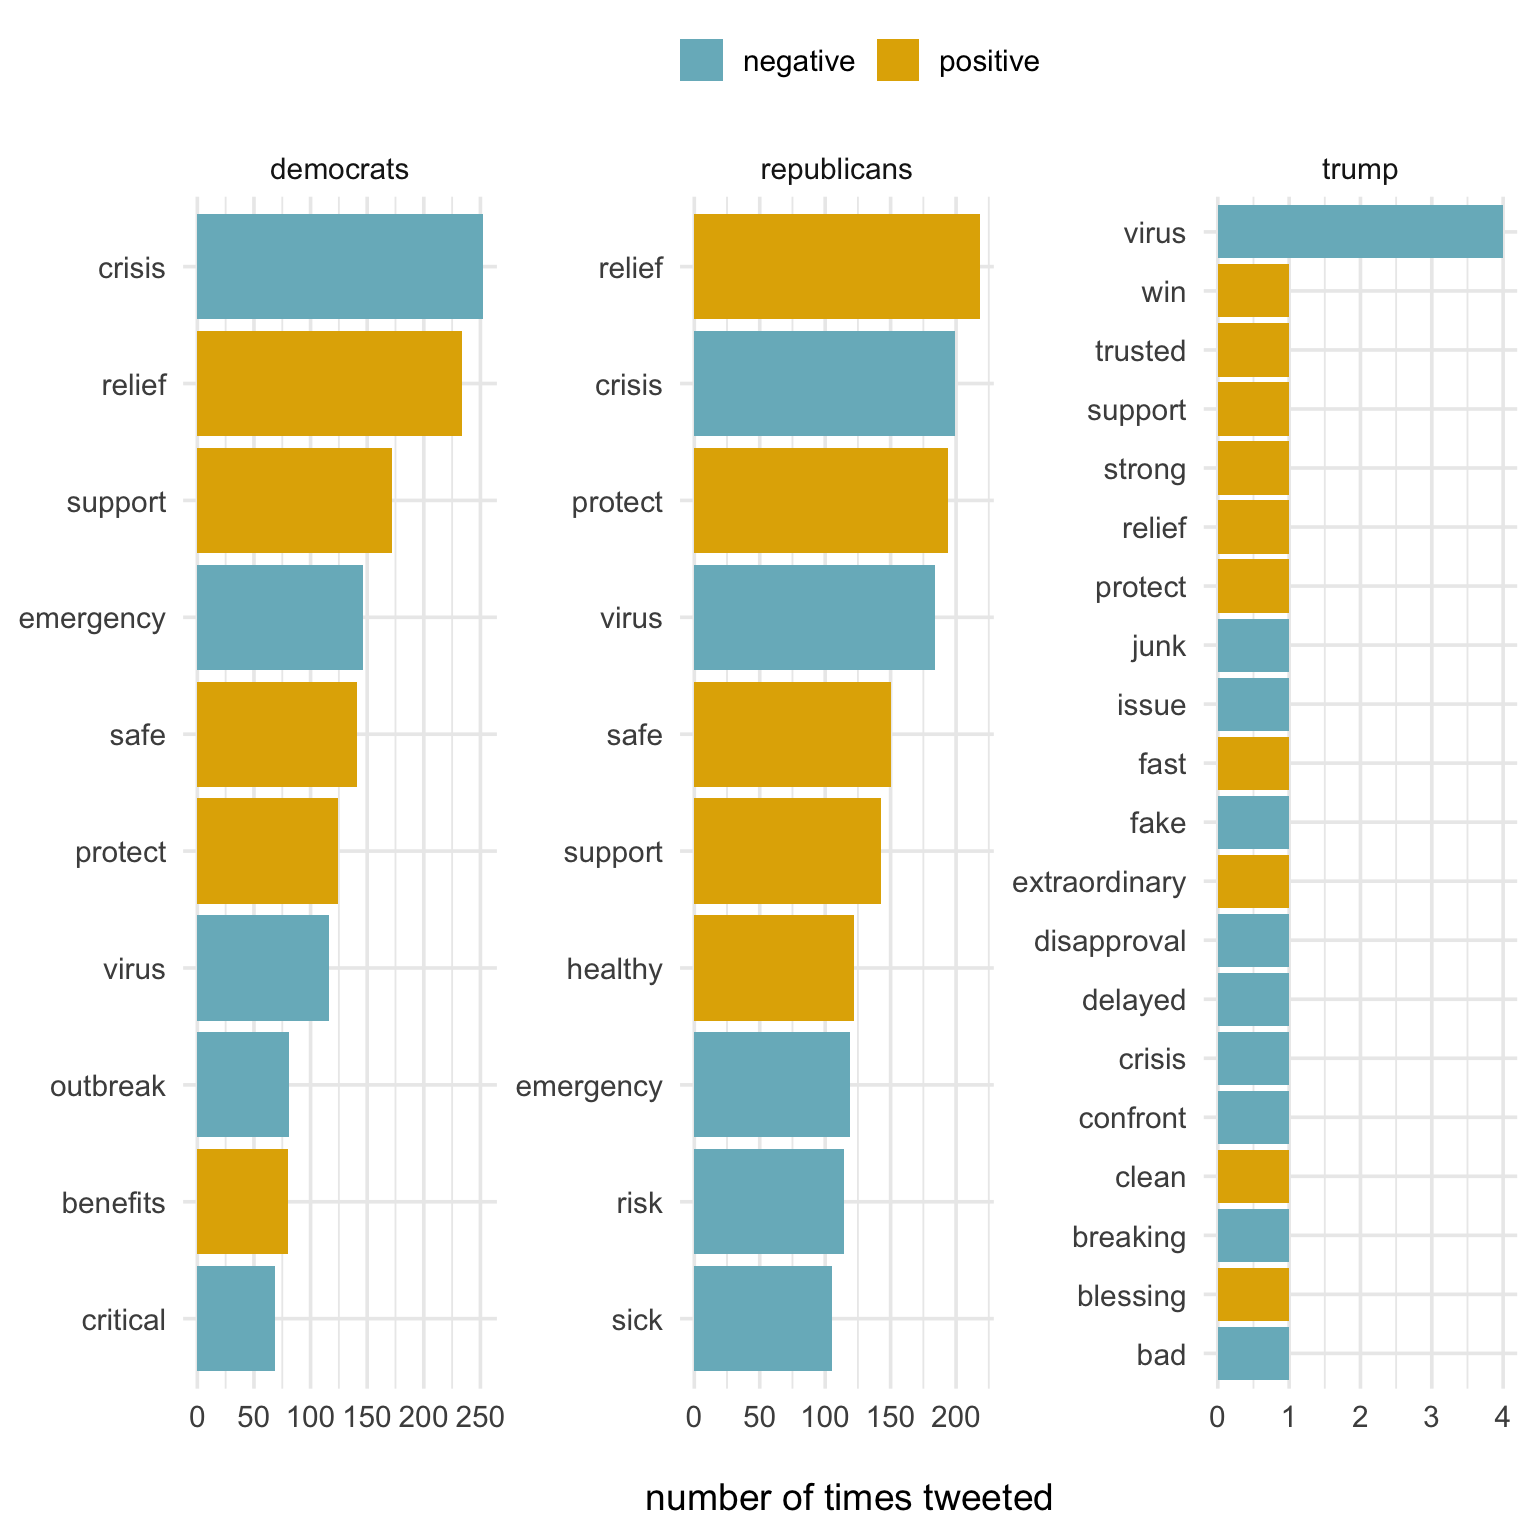 negative positive
democrats
crisis
relief
support
emergency
safe
protect
virus
outbreak
benefits
critical
0 50 100 150 200 250
republicans
relief
crisis
protect
virus
safe
support
healthy
emergency
risk
sick
0 50 100 150 200
trump
virus
win
trusted
support
strong
relief
protect
junk
issue
fast
fake
extraordinary
disapproval
delayed
crisis
confront
clean
breaking
blessing
bad
0 1 2 3 4
number of times tweeted